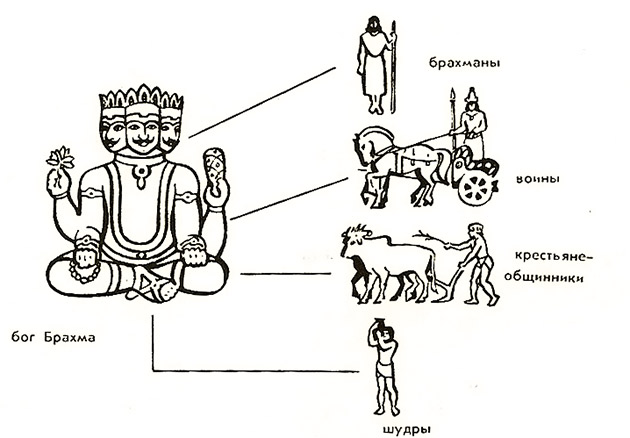 брахманы
воины
крестьяне-
общинники
бог Брахма
шудры